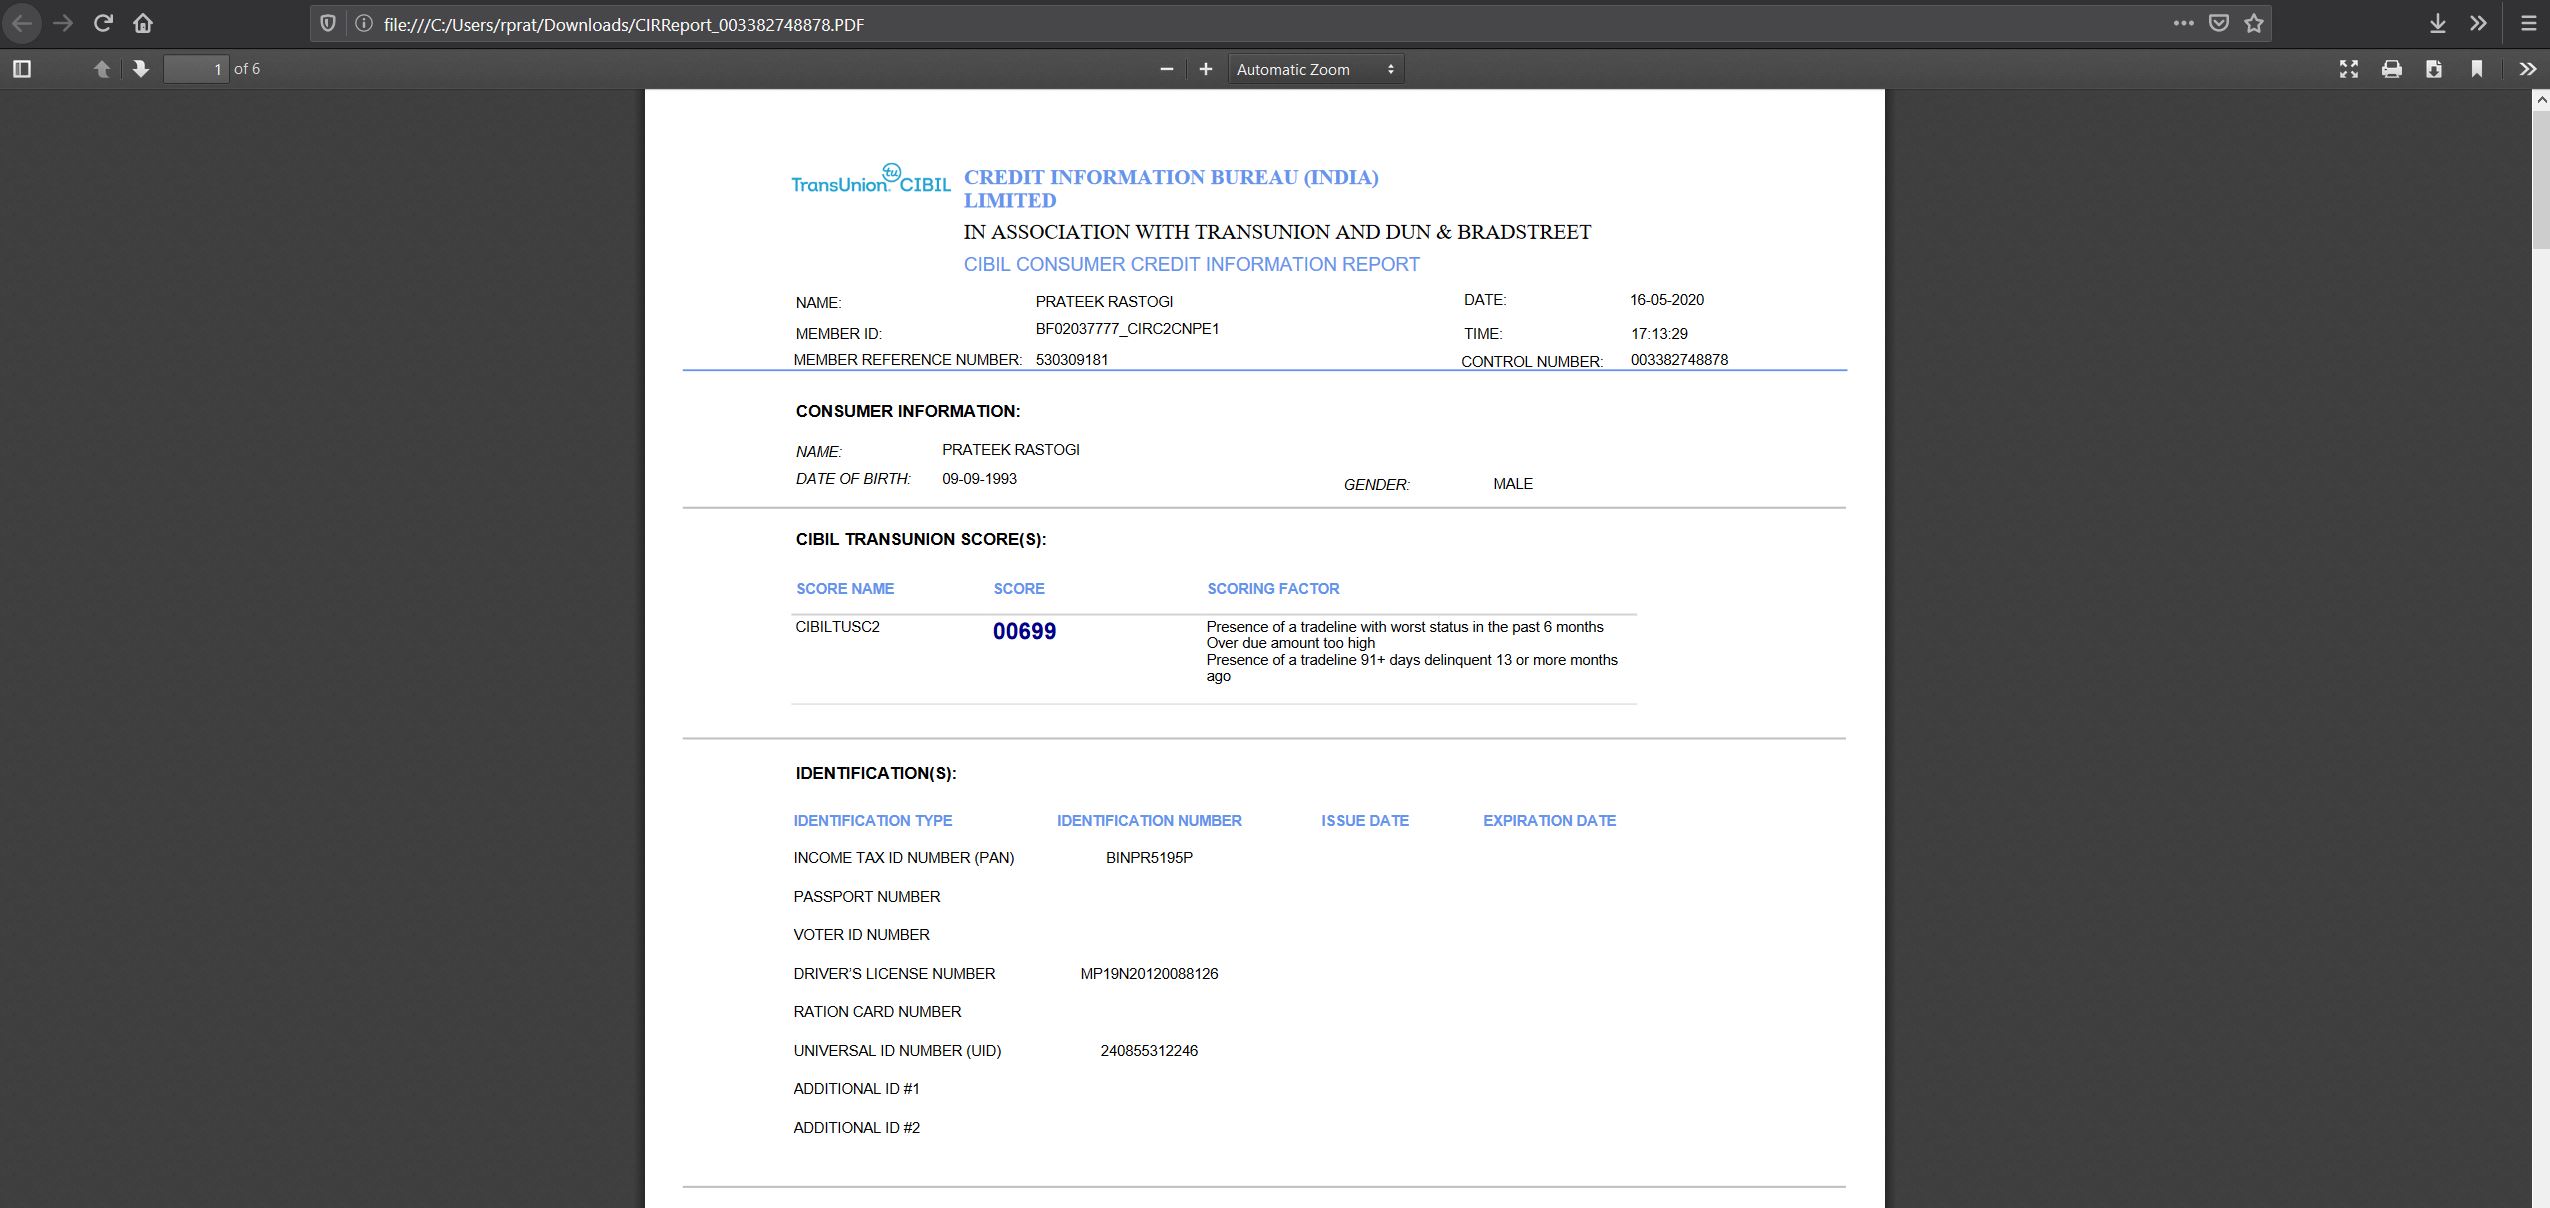 file:///C:/Users/rprat/Downloads/CIRReport_003382748878.PDF
1 of 6
Automatic Zoom
TransUnion. tu CIBIL
CREDIT INFORMATION BUREAU (INDIA)
LIMITED
IN ASSOCIATION WITH TRANSUNION AND DUN & BRADSTREET
CIBIL CONSUMER CREDIT INFORMATION REPORT
NAME: PRATEEK RASTOGI DATE: 16-05-2020
MEMBER ID: BF02037777_CIRC2CNPE1 TIME: 17:13:29
MEMBER REFERENCE NUMBER: 530309181 CONTROL NUMBER: 003382748878
CONSUMER INFORMATION:
NAME: PRATEEK RASTOGI
DATE OF BIRTH: 09-09-1993 GENDER: MALE
CIBIL TRANSUNION SCORE(S):
SCORE NAME SCORE SCORING FACTOR
CIBILTUSC2 00699 Presence of a tradeline with worst status in the past 6 months
Over due amount too high
Presence of a tradeline 91+ days delinquent 13 or more months
ago
IDENTIFICATION(S):
IDENTIFICATION TYPE IDENTIFICATION NUMBER ISSUE DATE EXPIRATION DATE
INCOME TAX ID NUMBER (PAN) BINPR5195P
PASSPORT NUMBER
VOTER ID NUMBER
DRIVER'S LICENSE NUMBER MP19N20120088126
RATION CARD NUMBER
UNIVERSAL ID NUMBER (UID) 240855312246
ADDITIONAL ID #1
ADDITIONAL ID #2